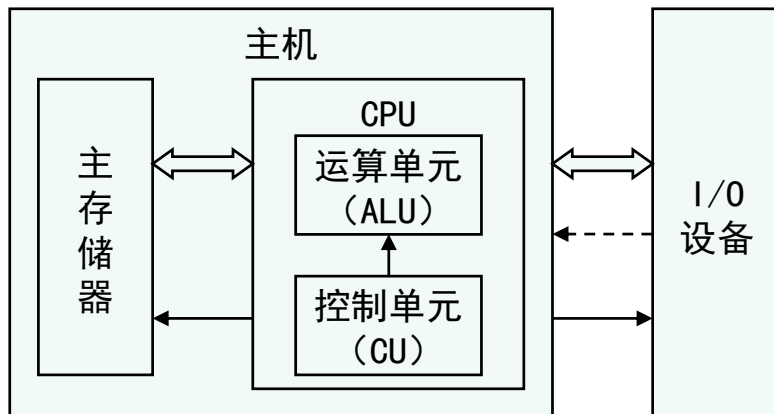 主机
主存储器
CPU
运算单元
（ALU）
控制单元
（CU）
I/O
设备